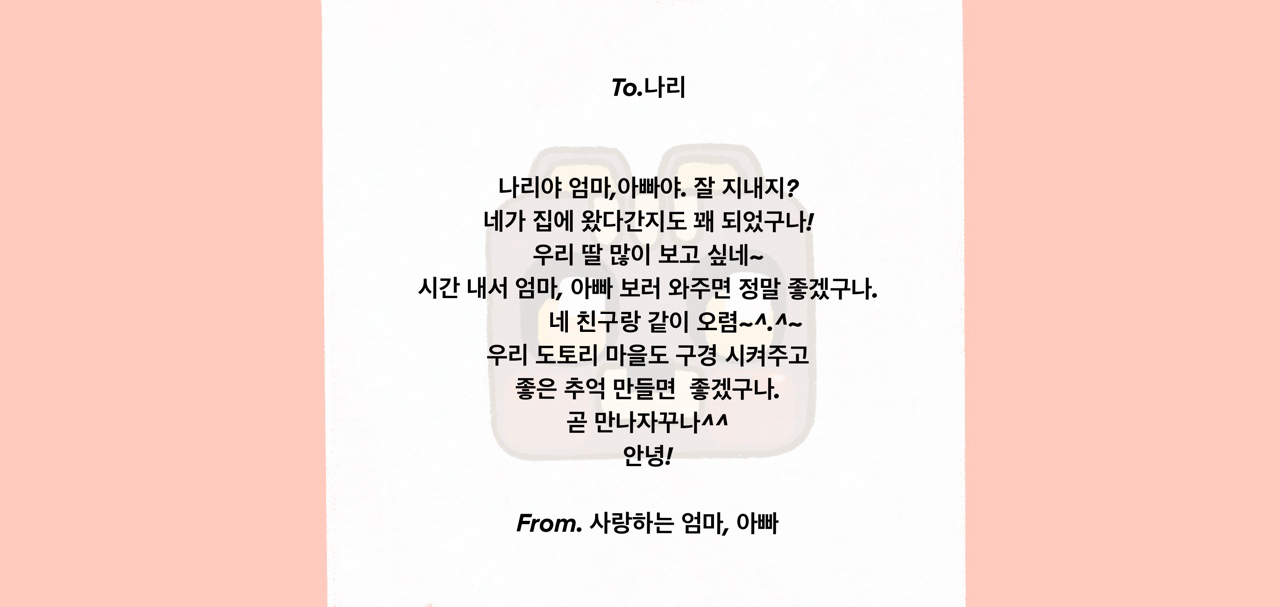 To.나리
나리야 엄마,아빠야. 잘 지내지?
네가 집에 왔다간지도 꽤 되었구나!
우리 딸 많이 보고 싶네~
시간 내서 엄마, 아빠 보러 와주면 정말 좋겠구나.
네 친구랑 같이 오렴~^.^~
우리 도토리 마을도 구경 시켜주고
좋은 추억 만들면  좋겠구나.
곧 만나자꾸나^^
안녕!
From. 사랑하는 엄마, 아빠